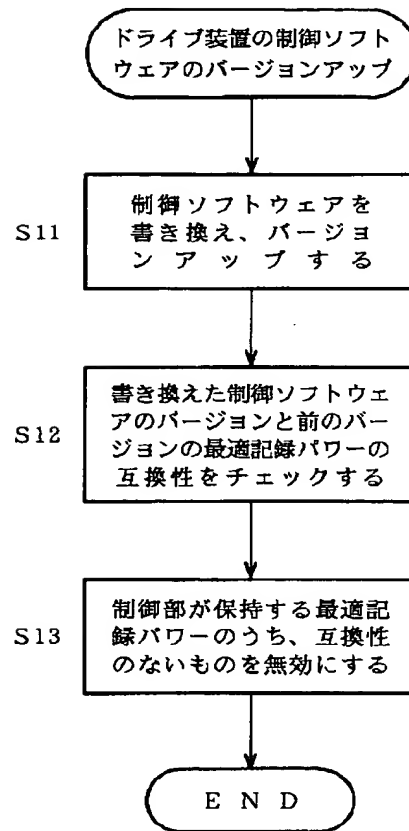 ドライブ装置の制御ソフト
ウェアのバージョンアップ
S11
制御ソフトウェアを
書き換え、バージョ
ンアップする
S12
書き換えた制御ソフトウェ
アのバージョンと前のバー
ジョンの最適記録パワーの
互換性をチェックする
S13
制御部が保持する最適記
録パワーのうち、互換性
のないものを無効にする
END